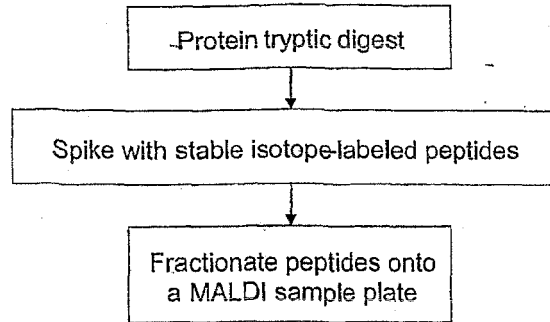 Protein tryptic digest
Spike with stable isotope-labeled peptides
Fractionate peptides onto
a MALDI sample plate